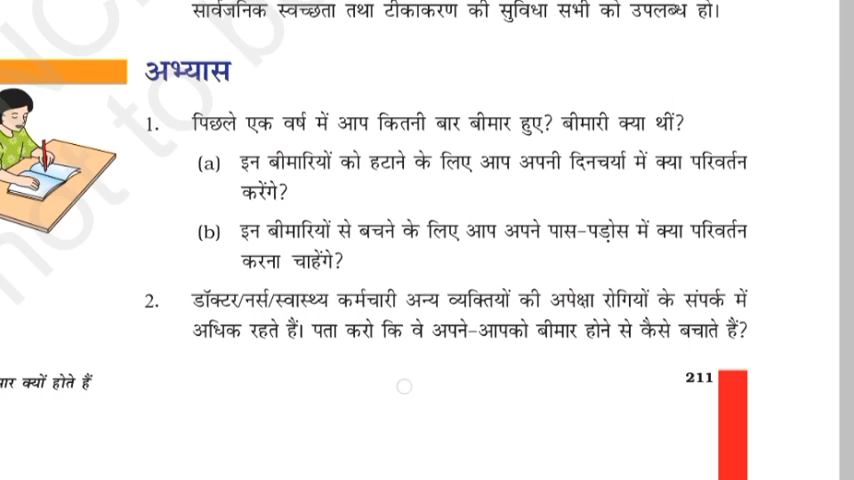 सार्वजनिक स्वच्छता तथा टीकाकरण की सुविधा सभी को उपलब्ध हो।
अभ्यास
1. पिछले एक वर्ष में आप कितनी बार बीमार हुए? बीमारी क्या थीं?
(a) इन बीमारियों को हटाने के लिए आप अपनी दिनचर्या में क्या परिवर्तन
करेंगे?
(b) इन बीमारियों से बचने के लिए आप अपने पास-पड़ोस में क्या परिवर्तन
करना चाहेंगे?
2. डॉक्टर/नर्स/स्वास्थ्य कर्मचारी अन्य व्यक्तियों की अपेक्षा रोगियों के संपर्क में
अधिक रहते हैं। पता करो कि वे अपने-आपको बीमार होने से कैसे बचाते हैं?
क्यों होते हैं
211
not to b